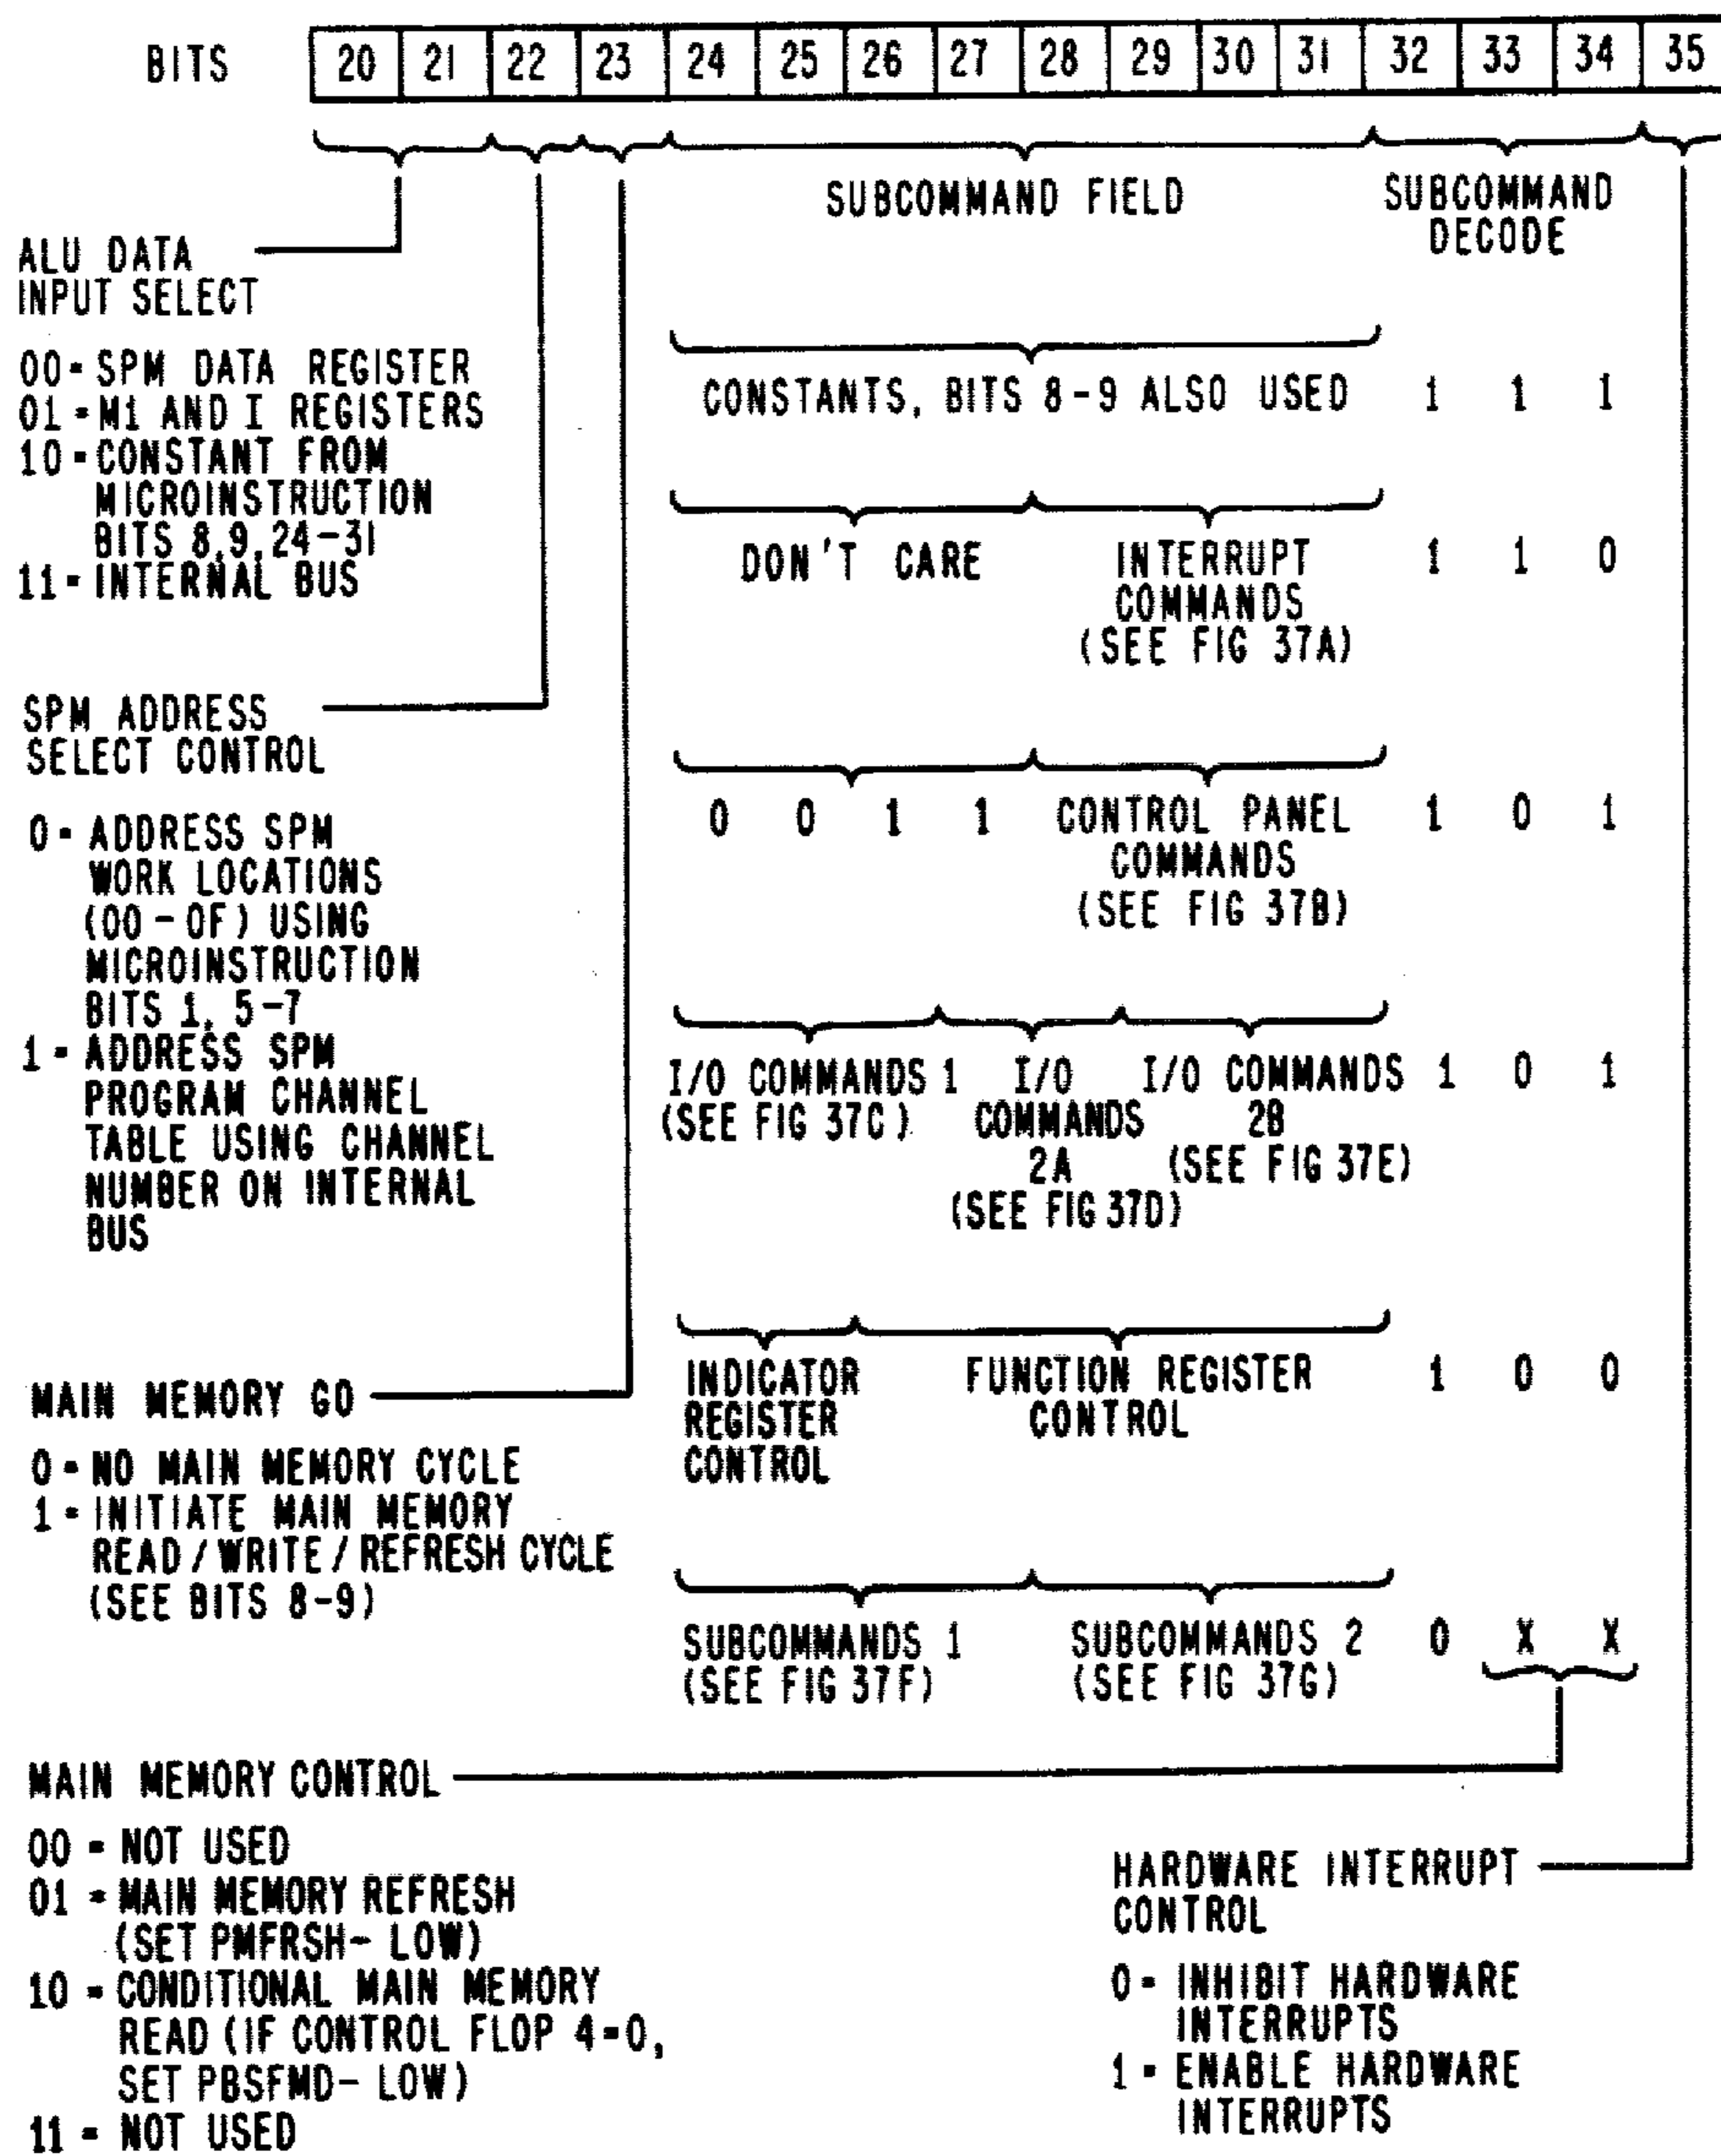 BITS 20 21 22 23 24 25 26 27 28 29 30 31 32 33 34 35
SUBCOMMAND FIELD
SUBCOMMAND
DECODE
ALU DATA
INPUT SELECT
00 - SPM DATA REGISTER
01 - M1 AND I REGISTERS
10 - CONSTANT FROM
MICROINSTRUCTION
BITS 8,9,24-31
11 - INTERNAL BUS
CONSTANTS, BITS 8-9 ALSO USED 1 1 1
DON'T CARE
INTERRUPT
COMMANDS
(SEE FIG 37A)
1 1 0
SPM ADDRESS
SELECT CONTROL
0 - ADDRESS SPM
WORK LOCATIONS
(00 - 0F) USING
MICROINSTRUCTION
BITS 1, 5-7
1 - ADDRESS SPM
PROGRAM CHANNEL
TABLE USING CHANNEL
NUMBER ON INTERNAL
BUS
0 0 1 1
CONTROL PANEL
COMMANDS
(SEE FIG 37B)
1 0 1
I/O COMMANDS 1
(SEE FIG 37C)
I/O
COMMANDS
2A
(SEE FIG 37D)
I/O COMMANDS
2B
(SEE FIG 37E)
1 0 1
MAIN MEMORY GO
0 - NO MAIN MEMORY CYCLE
1 - INITIATE MAIN MEMORY
READ / WRITE / REFRESH CYCLE
(SEE BITS 8-9)
INDICATOR
REGISTER
CONTROL
FUNCTION REGISTER
CONTROL
1 0 0
SUBCOMMANDS 1
(SEE FIG 37F)
SUBCOMMANDS 2
(SEE FIG 37G)
0 X X
MAIN MEMORY CONTROL
00 - NOT USED
01 - MAIN MEMORY REFRESH
(SET PMFRSH- LOW)
10 - CONDITIONAL MAIN MEMORY
READ (IF CONTROL FLOP 4=0,
SET PBSFMD- LOW)
11 - NOT USED
HARDWARE INTERRUPT
CONTROL
0 - INHIBIT HARDWARE
INTERRUPTS
1 - ENABLE HARDWARE
INTERRUPTS